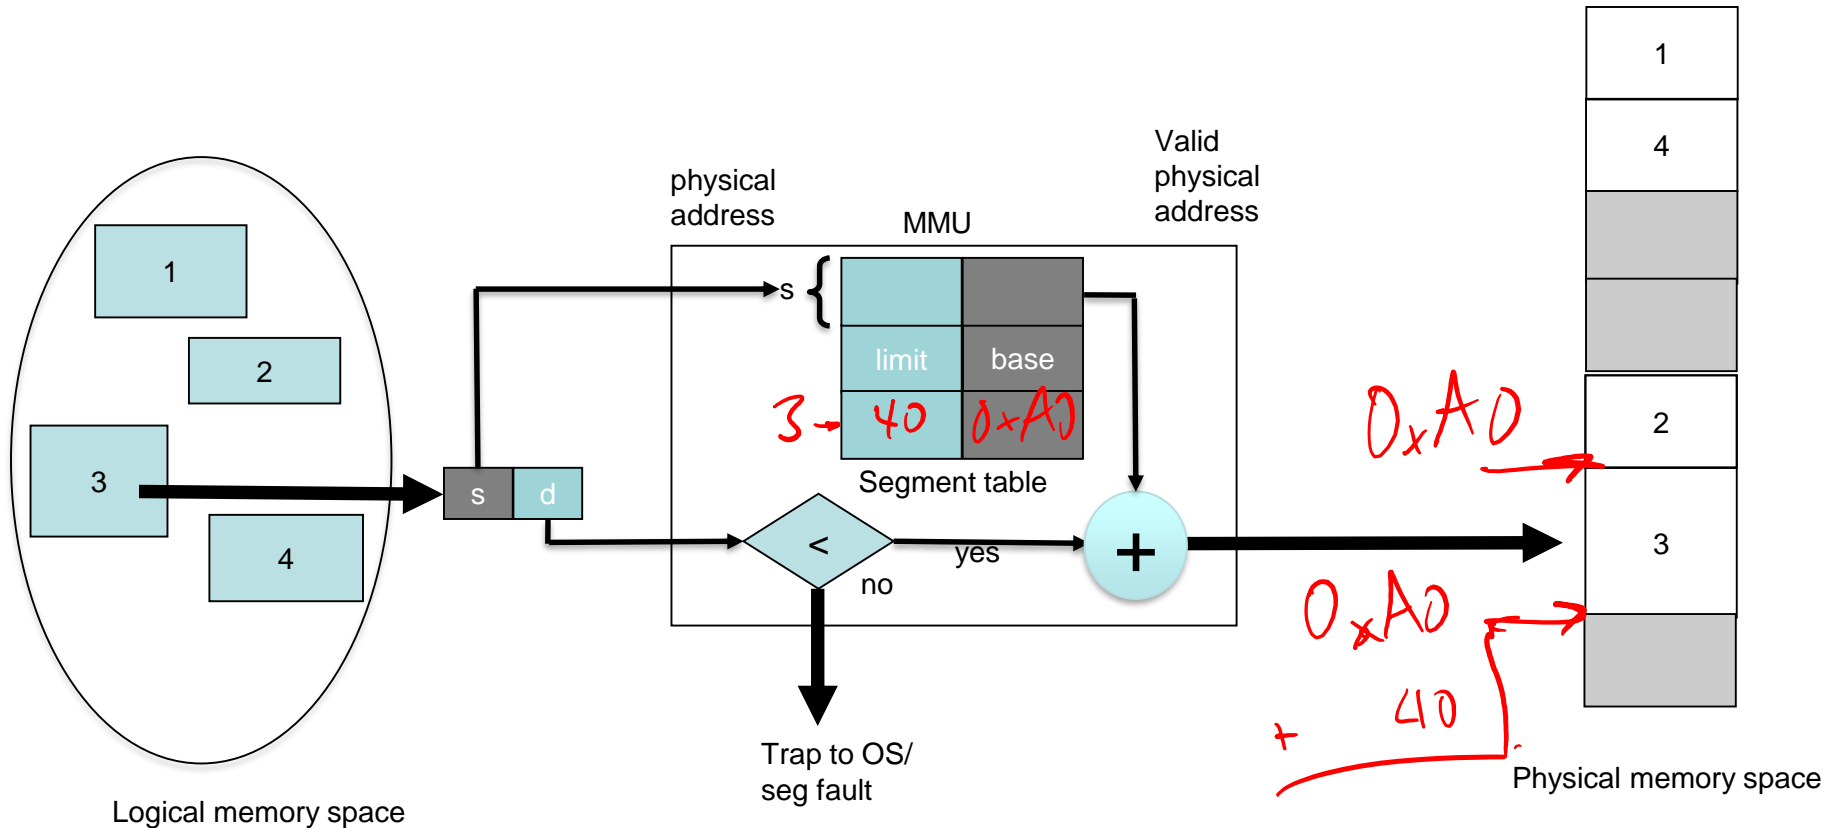 1
4
Valid
physical
address
physical
address
MMU
1
s {
2
limit base
3 → 40 0xA0
0xA0
2
3
s d
Segment table
3
4
<
yes
no
+
0xA0
+ 40
Trap to OS/
seg fault
Physical memory space
Logical memory space